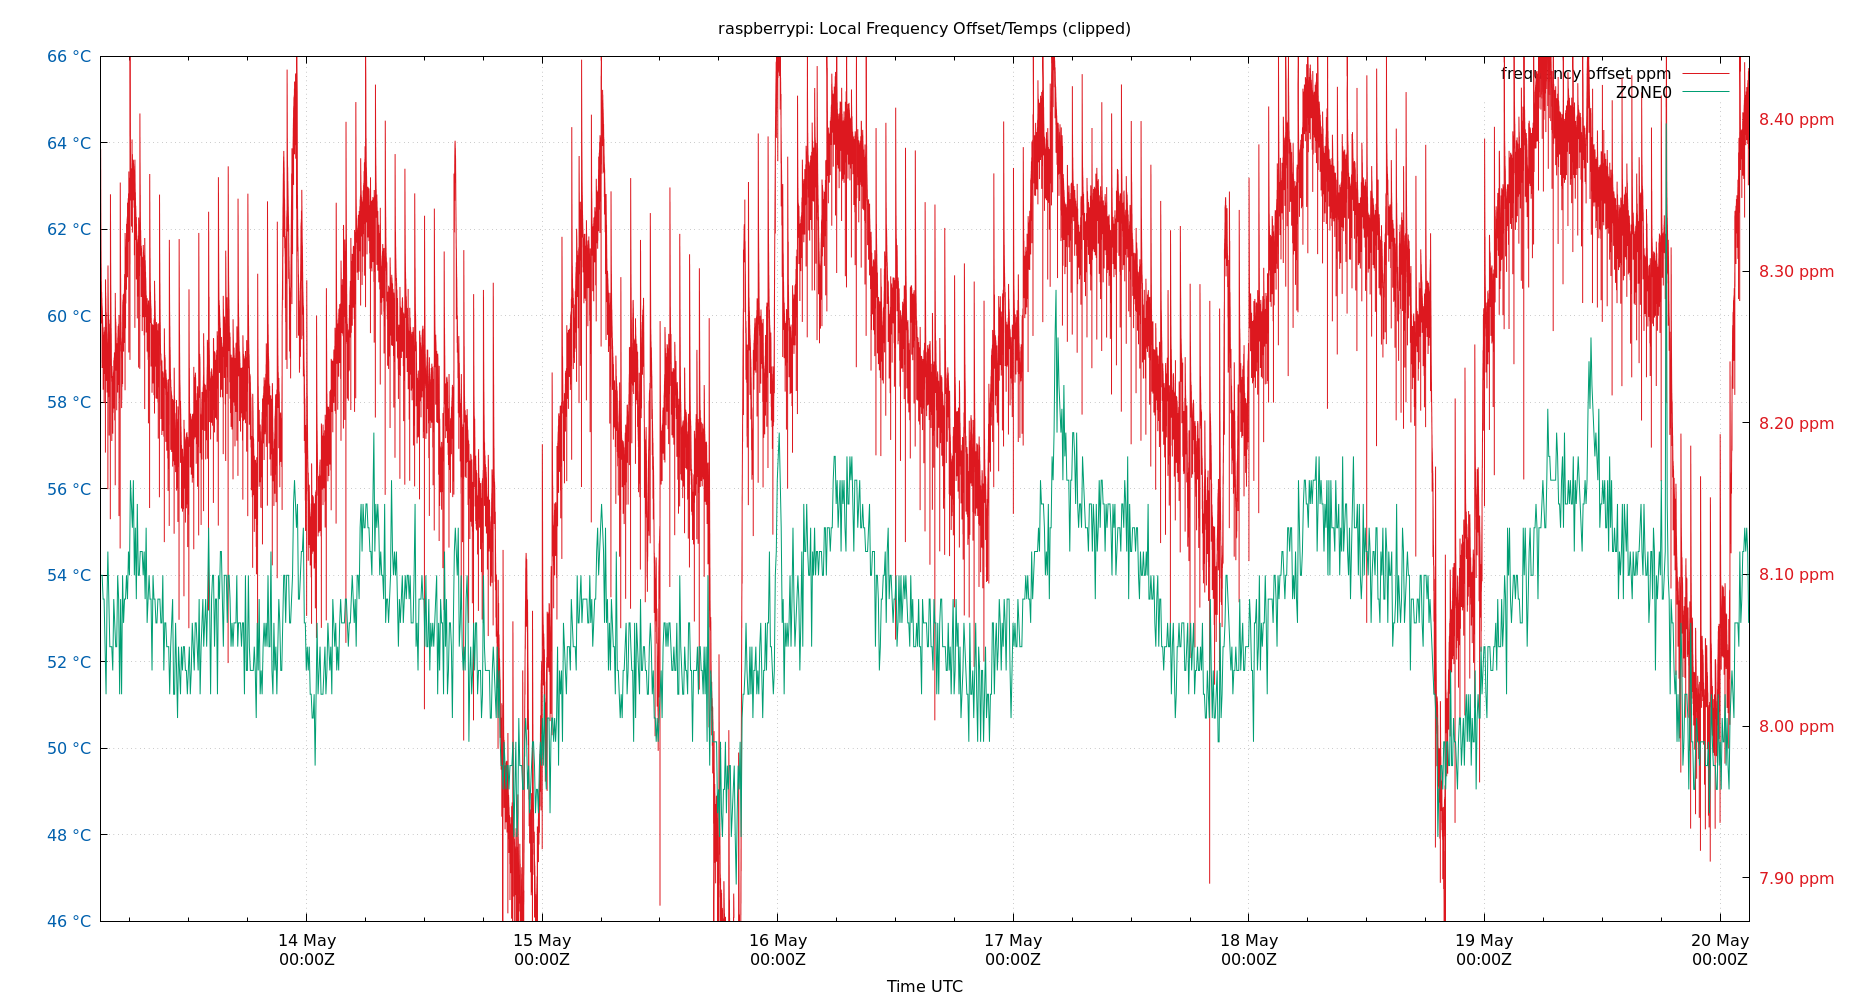 raspberrypi: Local Frequency Offset/Temps (clipped)
66 °C
64 °C
62 °C
60 °C
58 °C
56 °C
54 °C
52 °C
50 °C
48 °C
46 °C
frequency offset ppm
ZONE0
8.40 ppm
8.30 ppm
8.20 ppm
8.10 ppm
8.00 ppm
7.90 ppm
14 May 15 May 16 May 17 May 18 May 19 May 20 May
00:00Z 00:00Z 00:00Z 00:00Z 00:00Z 00:00Z 00:00Z
Time UTC